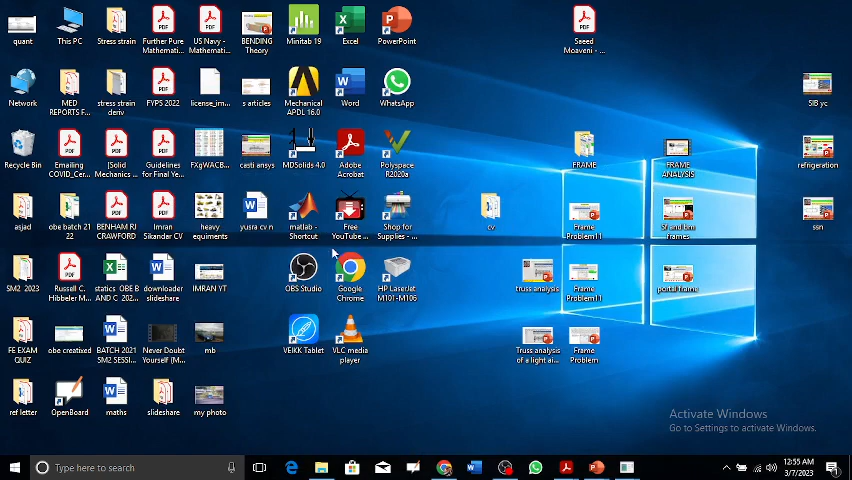 quant
This PC
Stress strain
Further Pure
Mathemati...
US Navy -
Mathemati...
BENDING
Theory
Minitab 19
Excel
PowerPoint
Saeed
Moaveni - ...
Network
MED
REPORTS F...
stress strain
deriv
FYPS 2022
license_im...
s articles
Mechanical
APDL 16.0
Word
WhatsApp
SIB yc
Recycle Bin
Emailing
COVID_Cer...
(Solid
Mechanics ...
Guidelines
for Final Ye...
FXgWACB...
casti ansys
MDSolids 4.0
Adobe
Acrobat
Polyspace
R2020a
FRAME
FRAME
ANALYSIS
refrigeration
asjad
obe batch 21
22
BENHAM RJ
CRAWFORD
Imran
Sikandar CV
heavy
equiments
yusra cv n
matlab -
Shortcut
Free
YouTube ...
Shop for
Supplies - ...
cv
Frame
Problem11
Sf and bm
frames
ssn
SM2 2023
Russell C.
Hibbeler M...
statics OBE B
AND C 202...
downloader
slideshare
IMRAN YT
OBS Studio
Google
Chrome
HP LaserJet
M101-M106
truss analysis
Frame
Problem11
portal frame
FE EXAM
QUIZ
obe creatixed
BATCH 2021
SM2 SESSI...
Never Doubt
Yourself (M...
mb
VEIKK Tablet
VLC media
player
Truss analysis
of a light ai...
Frame
Problem
ref letter
OpenBoard
maths
slideshare
my photo
Activate Windows
Go to Settings to activate Windows.
Type here to search
12:55 AM
3/7/2023